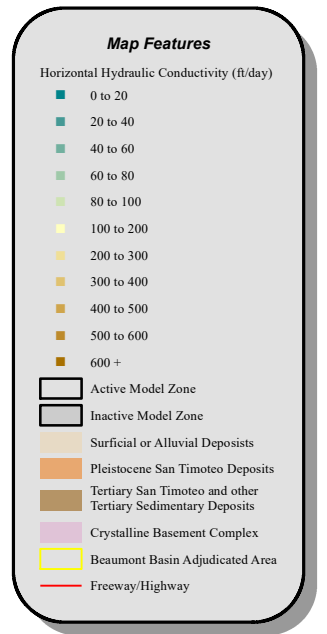 Map Features
Horizontal Hydraulic Conductivity (ft/day)
0 to 20
20 to 40
40 to 60
60 to 80
80 to 100
100 to 200
200 to 300
300 to 400
400 to 500
500 to 600
600 +
Active Model Zone
Inactive Model Zone
Surficial or Alluvial Deposists
Pleistocene San Timoteo Deposits
Tertiary San Timoteo and other
Tertiary Sedimentary Deposits
Crystalline Basement Complex
Beaumont Basin Adjudicated Area
Freeway/Highway